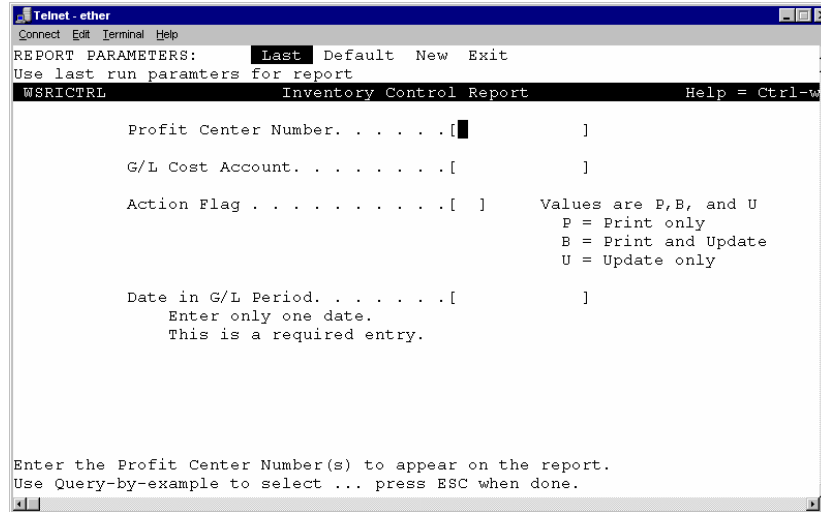 Telnet - ether
Connect Edit Terminal Help
REPORT PARAMETERS: Last Default New Exit
Use last run paramters for report
WSRICTRL Inventory Control Report Help = Ctrl-w
Profit Center Number. . . . . .[ ]
G/L Cost Account. . . . . . . .[ ]
Action Flag . . . . . . . . . .[ ] Values are P,B, and U
P = Print only
B = Print and Update
U = Update only
Date in G/L Period. . . . . . .[ ]
Enter only one date.
This is a required entry.
Enter the Profit Center Number(s) to appear on the report.
Use Query-by-example to select ... press ESC when done.